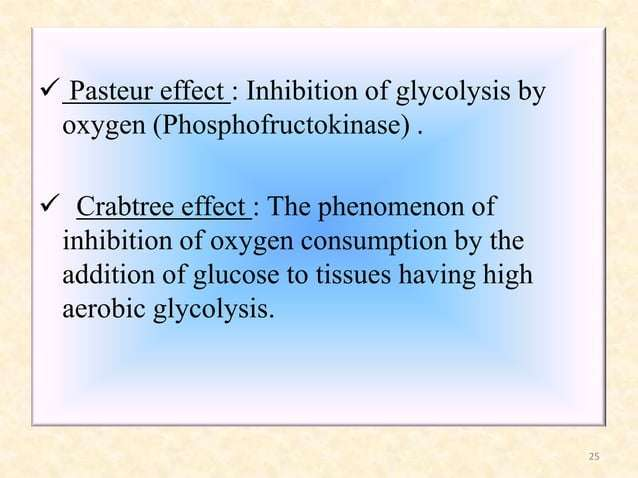 ✓ Pasteur effect : Inhibition of glycolysis by
oxygen (Phosphofructokinase) .
✓ Crabtree effect : The phenomenon of
inhibition of oxygen consumption by the
addition of glucose to tissues having high
aerobic glycolysis.
25